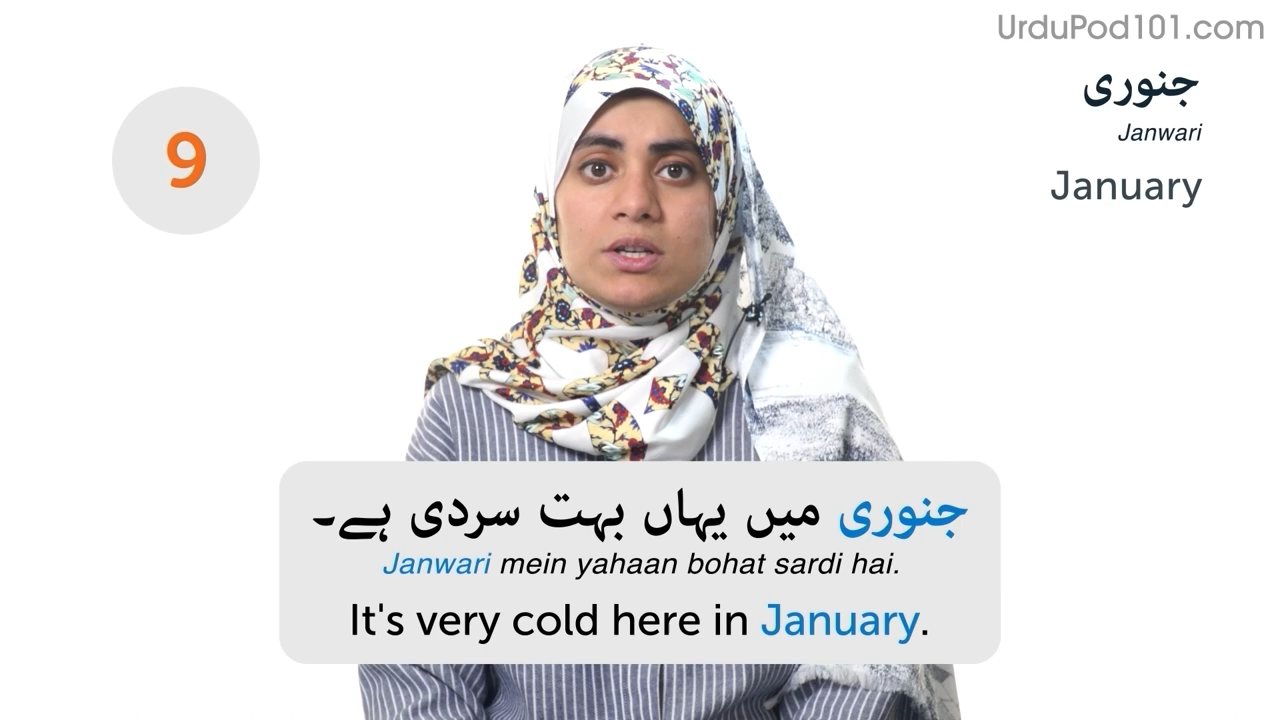 UrduPod101.com
9
جنوری
Janwari
January
جنوری میں یہاں بہت سردی ہے۔
Janwari mein yahaan bohat sardi hai.
It's very cold here in January.